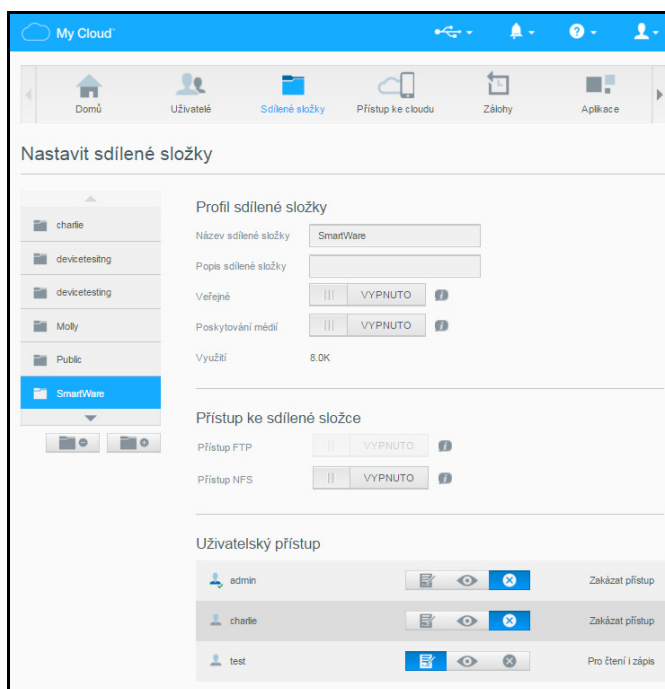 My Cloud
Domů
Uživatelé
Sdílené složky
Přístup ke cloudu
Zálohy
Aplikace
Nastavit sdílené složky
charlie
devicetesitng
devicetesting
Molly
Public
SmartWare
Profil sdílené složky
Název sdílené složky SmartWare
Popis sdílené složky
Veřejné VYPNUTO
Poskytování médií VYPNUTO
Využití 8.0K
Přístup ke sdílené složce
Přístup FTP VYPNUTO
Přístup NFS VYPNUTO
Uživatelský přístup
admin Zakázat přístup
charlie Zakázat přístup
test Pro čtení i zápis